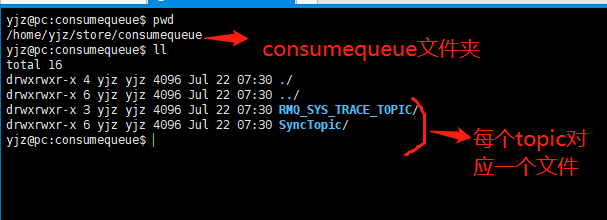 yjz@pc:consumequeue$ pwd
/home/yjz/store/consumequeue
consumequeue文件夹
yjz@pc:consumequeue$ ll
total 16
drwxrwxr-x 4 yjz yjz 4096 Jul 22 07:30 ./
drwxrwxr-x 6 yjz yjz 4096 Jul 22 07:30 ../
drwxrwxr-x 3 yjz yjz 4096 Jul 22 07:30 RMQ_SYS_TRACE_TOPIC/
drwxrwxr-x 6 yjz yjz 4096 Jul 22 07:30 SyncTopic/
yjz@pc:consumequeue$
每个topic对
应一个文件